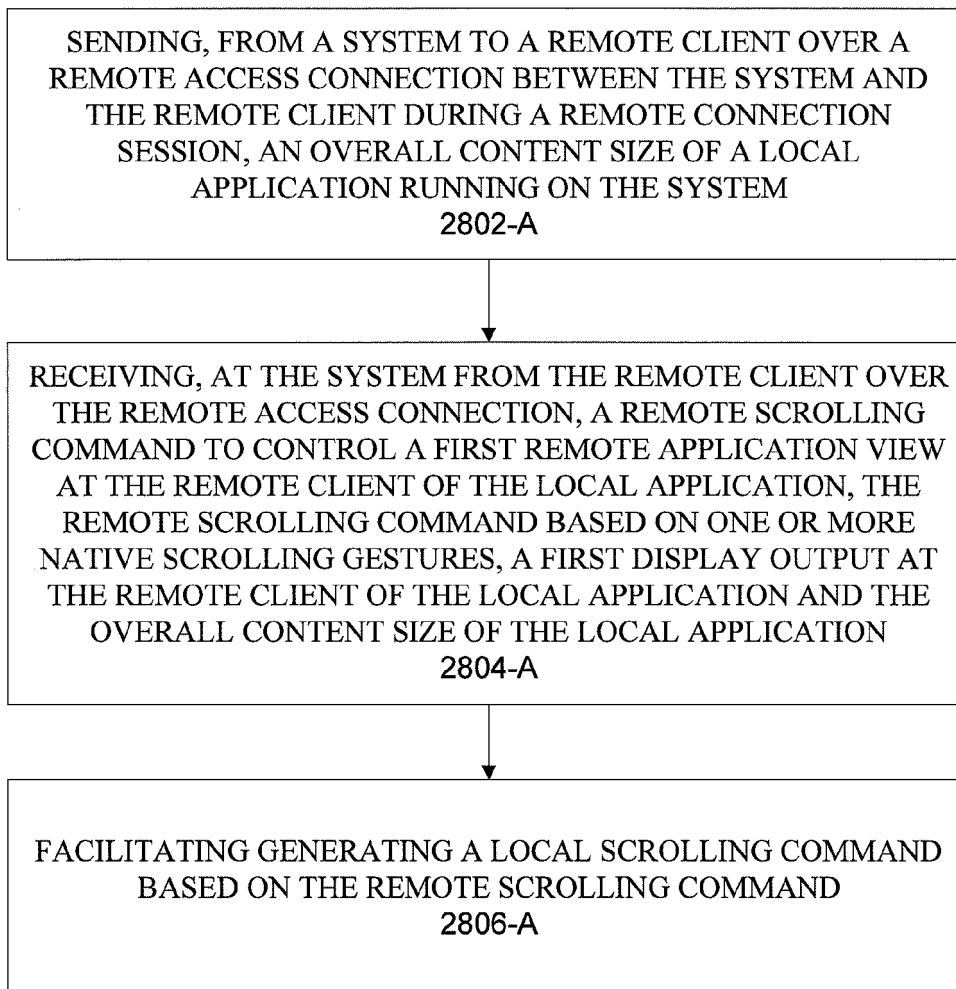 SENDING, FROM A SYSTEM TO A REMOTE CLIENT OVER A
REMOTE ACCESS CONNECTION BETWEEN THE SYSTEM AND
THE REMOTE CLIENT DURING A REMOTE CONNECTION
SESSION, AN OVERALL CONTENT SIZE OF A LOCAL
APPLICATION RUNNING ON THE SYSTEM
2802-A
RECEIVING, AT THE SYSTEM FROM THE REMOTE CLIENT OVER
THE REMOTE ACCESS CONNECTION, A REMOTE SCROLLING
COMMAND TO CONTROL A FIRST REMOTE APPLICATION VIEW
AT THE REMOTE CLIENT OF THE LOCAL APPLICATION, THE
REMOTE SCROLLING COMMAND BASED ON ONE OR MORE
NATIVE SCROLLING GESTURES, A FIRST DISPLAY OUTPUT AT
THE REMOTE CLIENT OF THE LOCAL APPLICATION AND THE
OVERALL CONTENT SIZE OF THE LOCAL APPLICATION
2804-A
FACILITATING GENERATING A LOCAL SCROLLING COMMAND
BASED ON THE REMOTE SCROLLING COMMAND
2806-A